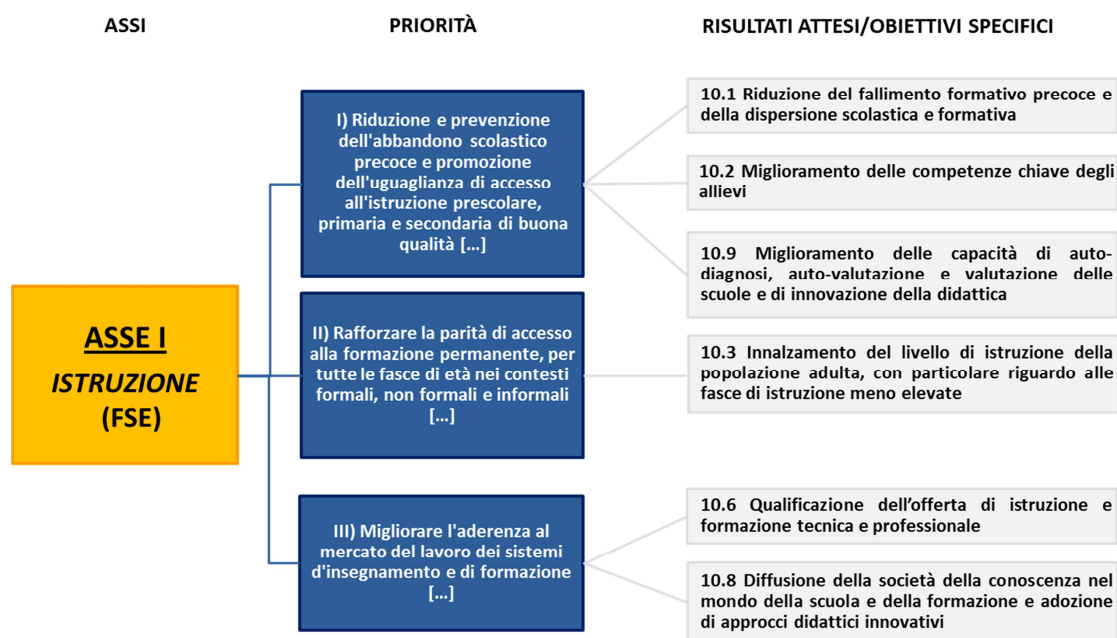 ASSI
PRIORITÀ
RISULTATI ATTESI/OBIETTIVI SPECIFICI
ASSE I
ISTRUZIONE
(FSE)
I) Riduzione e prevenzione
dell'abbandono scolastico
precoce e promozione
dell'uguaglianza di accesso
all'istruzione prescolare,
primaria e secondaria di buona
qualità [...]
10.1 Riduzione del fallimento formativo precoce e
della dispersione scolastica e formativa
10.2 Miglioramento delle competenze chiave degli
allievi
10.9 Miglioramento delle capacità di auto-
diagnosi, auto-valutazione e valutazione delle
scuole e di innovazione della didattica
II) Rafforzare la parità di accesso
alla formazione permanente, per
tutte le fasce di età nei contesti
formali, non formali e informali
[...]
10.3 Innalzamento del livello di istruzione della
popolazione adulta, con particolare riguardo alle
fasce di istruzione meno elevate
III) Migliorare l'aderenza al
mercato del lavoro dei sistemi
d'insegnamento e di formazione
[...]
10.6 Qualificazione dell’offerta di istruzione e
formazione tecnica e professionale
10.8 Diffusione della società della conoscenza nel
mondo della scuola e della formazione e adozione
di approcci didattici innovativi